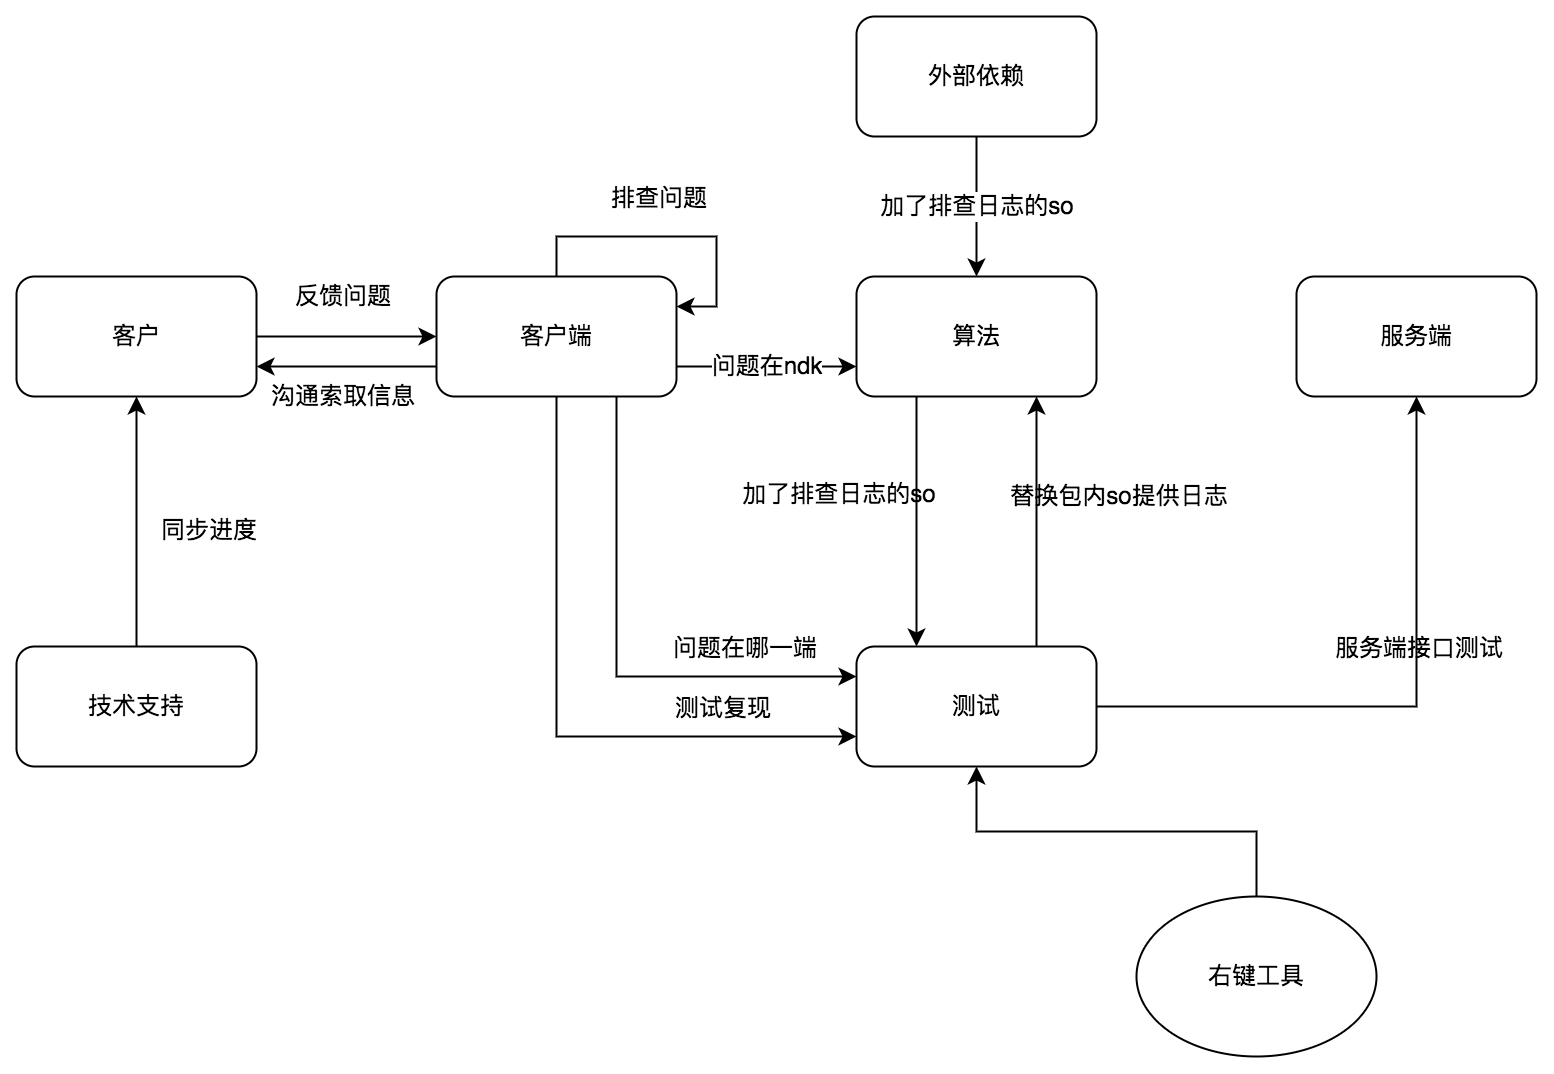 外部依赖
排查问题
加了排查日志的so
反馈问题
客户
客户端
问题在ndk
算法
服务端
沟通索取信息
加了排查日志的so
替换包内so提供日志
同步进度
问题在哪一端
服务端接口测试
技术支持
测试复现
测试
右键工具